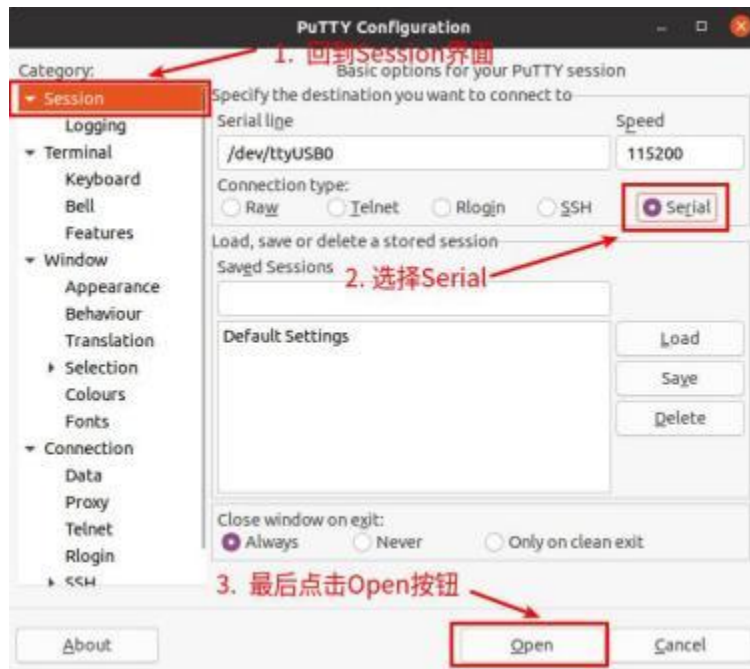 PuTTY Configuration
1. 回到Session界面
Category:
Basic options for your PuTTY session
Session
Logging
Terminal
Keyboard
Bell
Features
Window
Appearance
Behaviour
Translation
Selection
Colours
Fonts
Connection
Data
Proxy
Telnet
Rlogin
SSH
Specify the destination you want to connect to
Serial line Speed
/dev/ttyUSB0 115200
Connection type:
Raw Telnet Rlogin SSH Serial
Load, save or delete a stored session
Saved Sessions
2. 选择Serial
Default Settings
Load
Save
Delete
Close window on exit:
Always Never Only on clean exit
3. 最后点击Open按钮
About Open Cancel